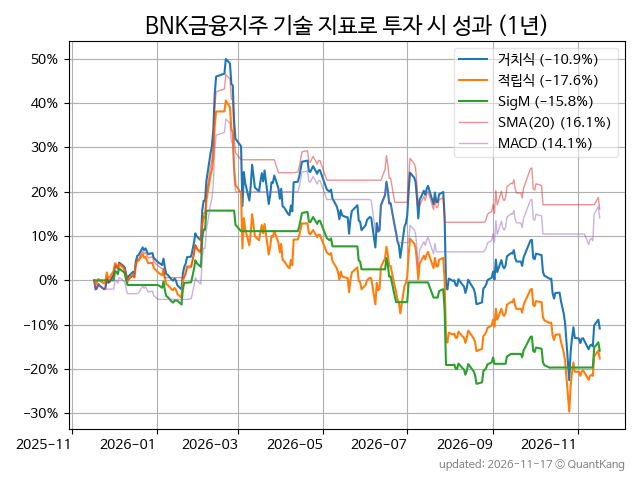 BNK금융지주 기술 지표로 투자 시 성과 (1년)
거치식 (−10.9%)
적립식 (−17.6%)
SigM (−15.8%)
SMA(20) (16.1%)
MACD (14.1%)
50%
40%
30%
20%
10%
0%
−10%
−20%
−30%
2025-11 2026-01 2026-03 2026-05 2026-07 2026-09 2026-11
updated: 2026-11-17 © QuantKang